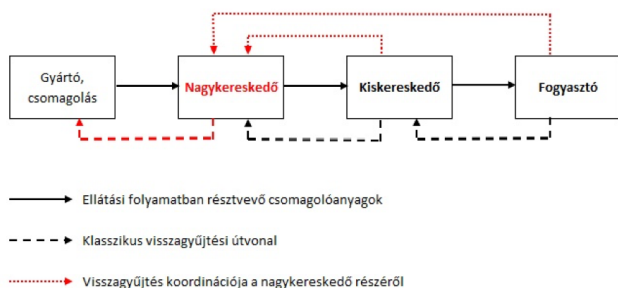 Gyártó,
csomagolás
Nagykereskedő
Kiskereskedő
Fogyasztó
Ellátási folyamatban résztvevő csomagolóanyagok
Klasszikus visszagyűjtési útvonal
Visszagyűjtés koordinációja a nagykereskedő részéről